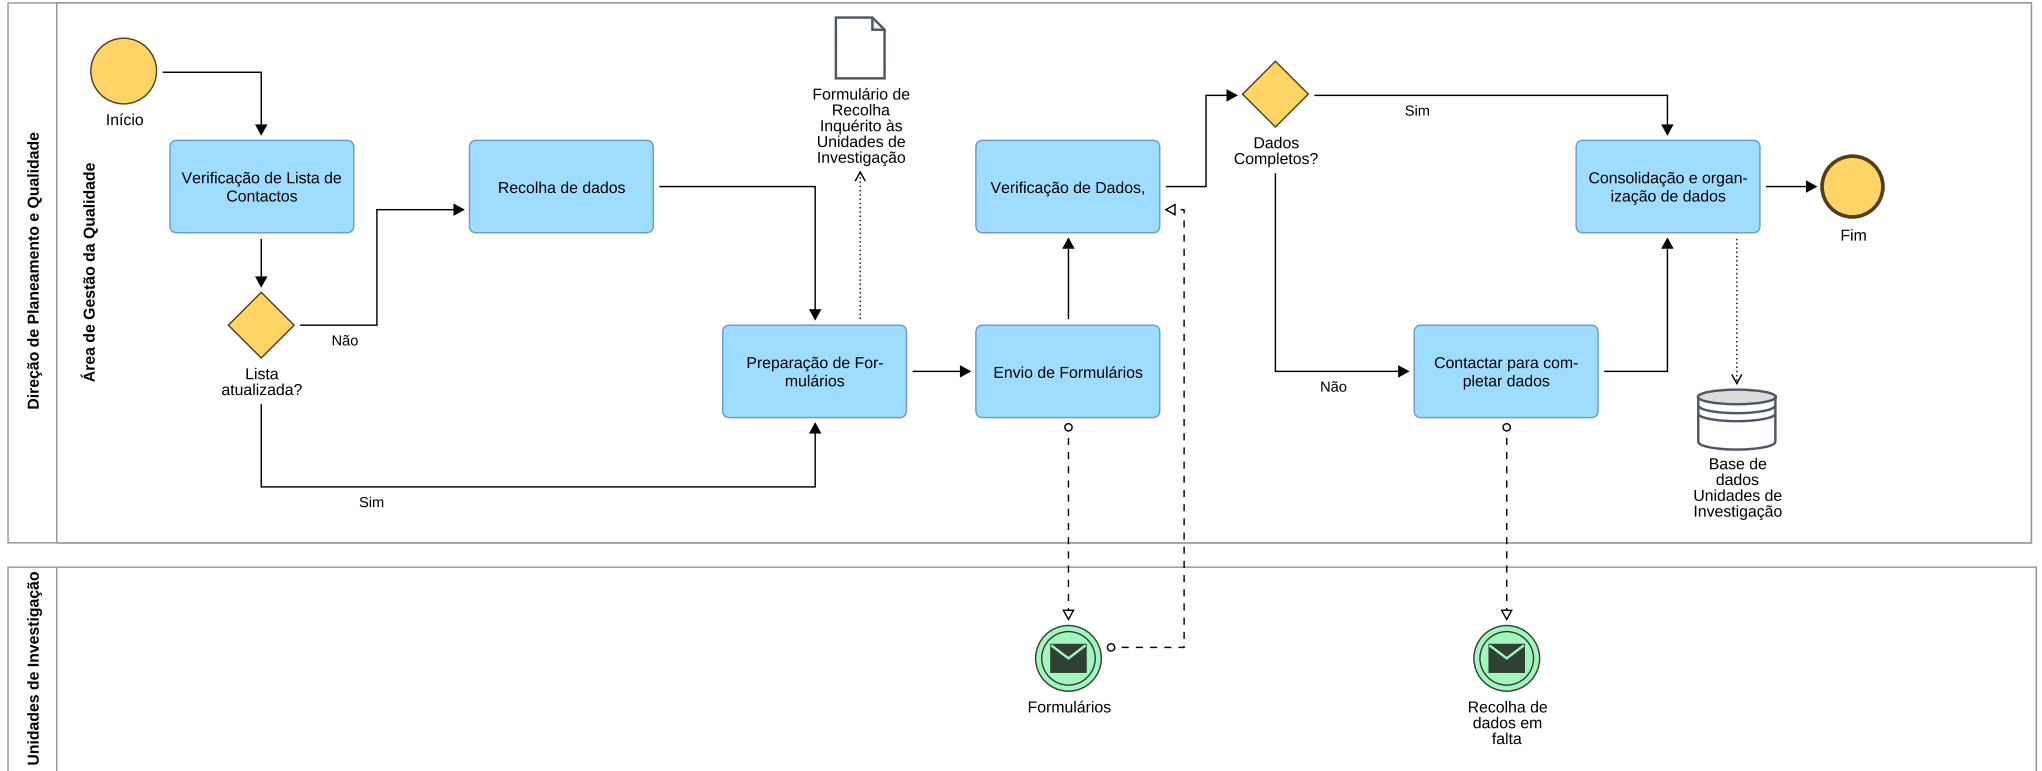 Direção de Planeamento e Qualidade
Área de Gestão da Qualidade
Início
Verificação de Lista de
Contactos
Lista
atualizada?
Não
Sim
Recolha de dados
Formulário de
Recolha
Inquérito às
Unidades de
Investigação
Preparação de For-
mulários
Envio de Formulários
Verificação de Dados,
Dados
Completos?
Sim
Não
Contactar para com-
pletar dados
Consolidação e organ-
ização de dados
Fim
Base de
dados
Unidades de
Investigação
Unidades de Investigação
Formulários
Recolha de
dados em
falta